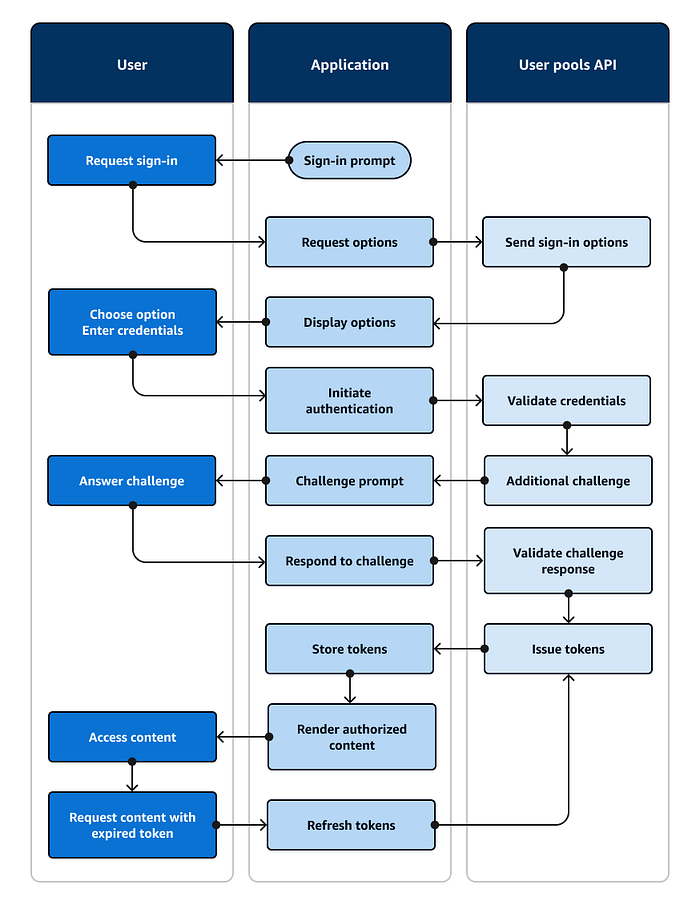 User
Application
User pools API
Sign-in prompt
Request sign-in
Request options
Send sign-in options
Display options
Choose option
Enter credentials
Initiate
authentication
Validate credentials
Additional challenge
Challenge prompt
Answer challenge
Respond to challenge
Validate challenge
response
Issue tokens
Store tokens
Render authorized
content
Access content
Request content with
expired token
Refresh tokens